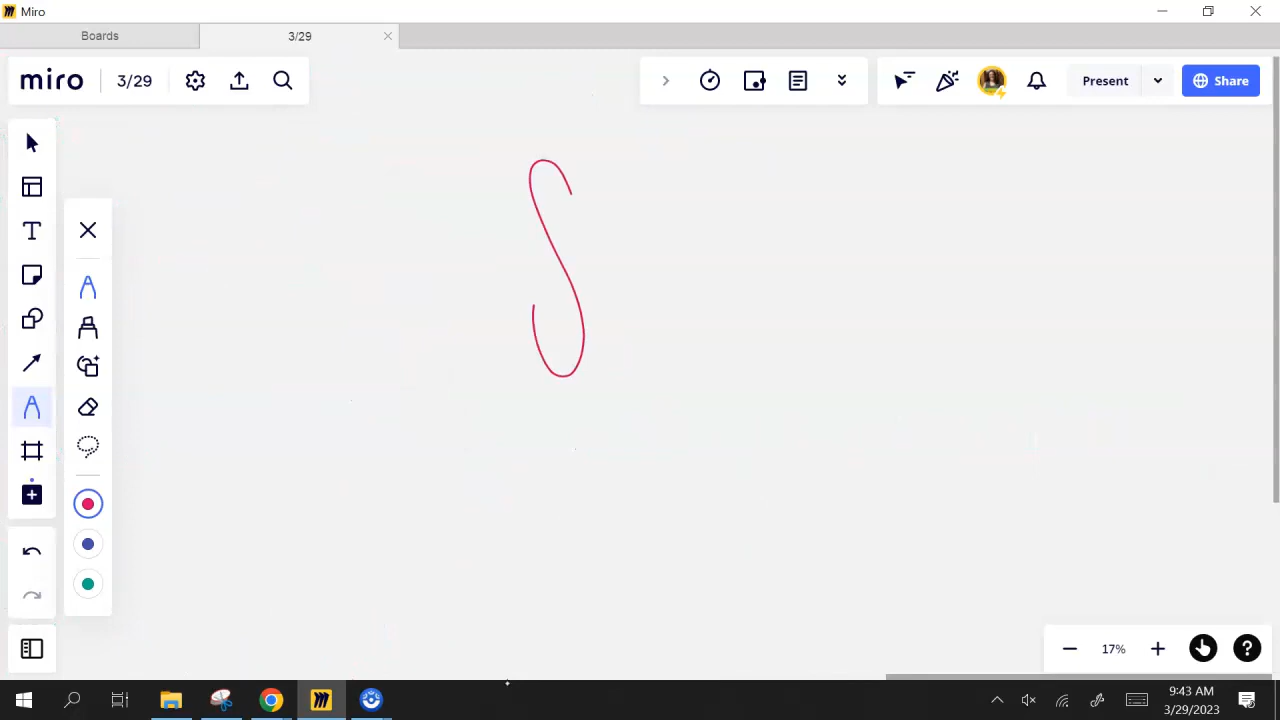 Miro
Boards
3/29
miro
3/29
Present
Share
S
17%
9:43 AM
3/29/2023